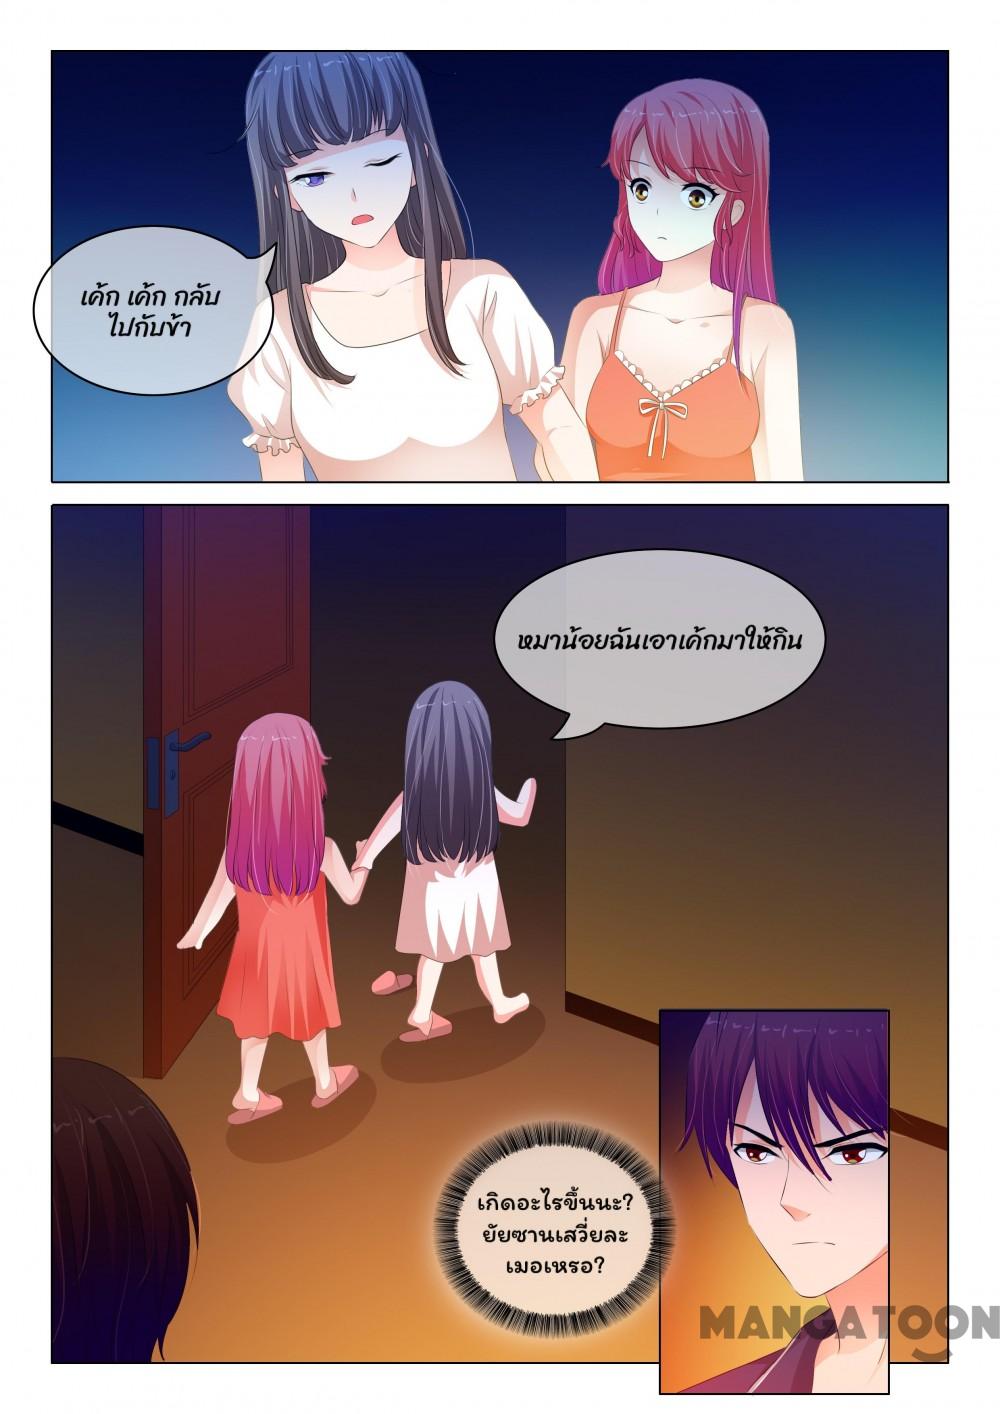 เค้ก เค้ก กลับ
ไปกับข้า
หมาน้อยฉันเอาเค้กมาให้กิน
เกิดอะไรขึ้นนะ?
ยัยซานเสวี่ยละ
เมอเหรอ?
MANGATOON